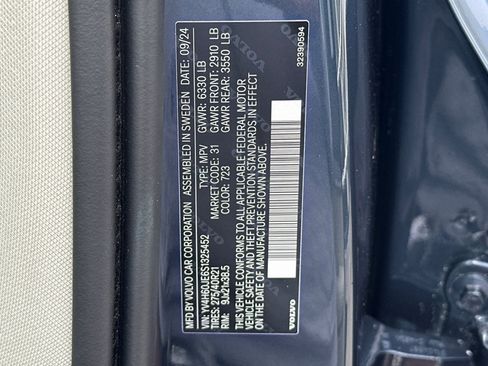 MFD BY VOLVO CAR CORPORATION ASSEMBLED IN SWEDEN DATE: 09/24
VIN: YV4H60JE6S1325452 TYPE: MPV GVWR: 6330 LB
TIRES: 275/40R21 MARKET CODE: 31 GAWR FRONT: 2910 LB
RIM: 9Jx21x38.5 COLOR: 723 GAWR REAR: 3550 LB
THIS VEHICLE CONFORMS TO ALL APPLICABLE FEDERAL MOTOR
VEHICLE SAFETY AND THEFT PREVENTION STANDARDS IN EFFECT
ON THE DATE OF MANUFACTURE SHOWN ABOVE.
VOLVO
32390594